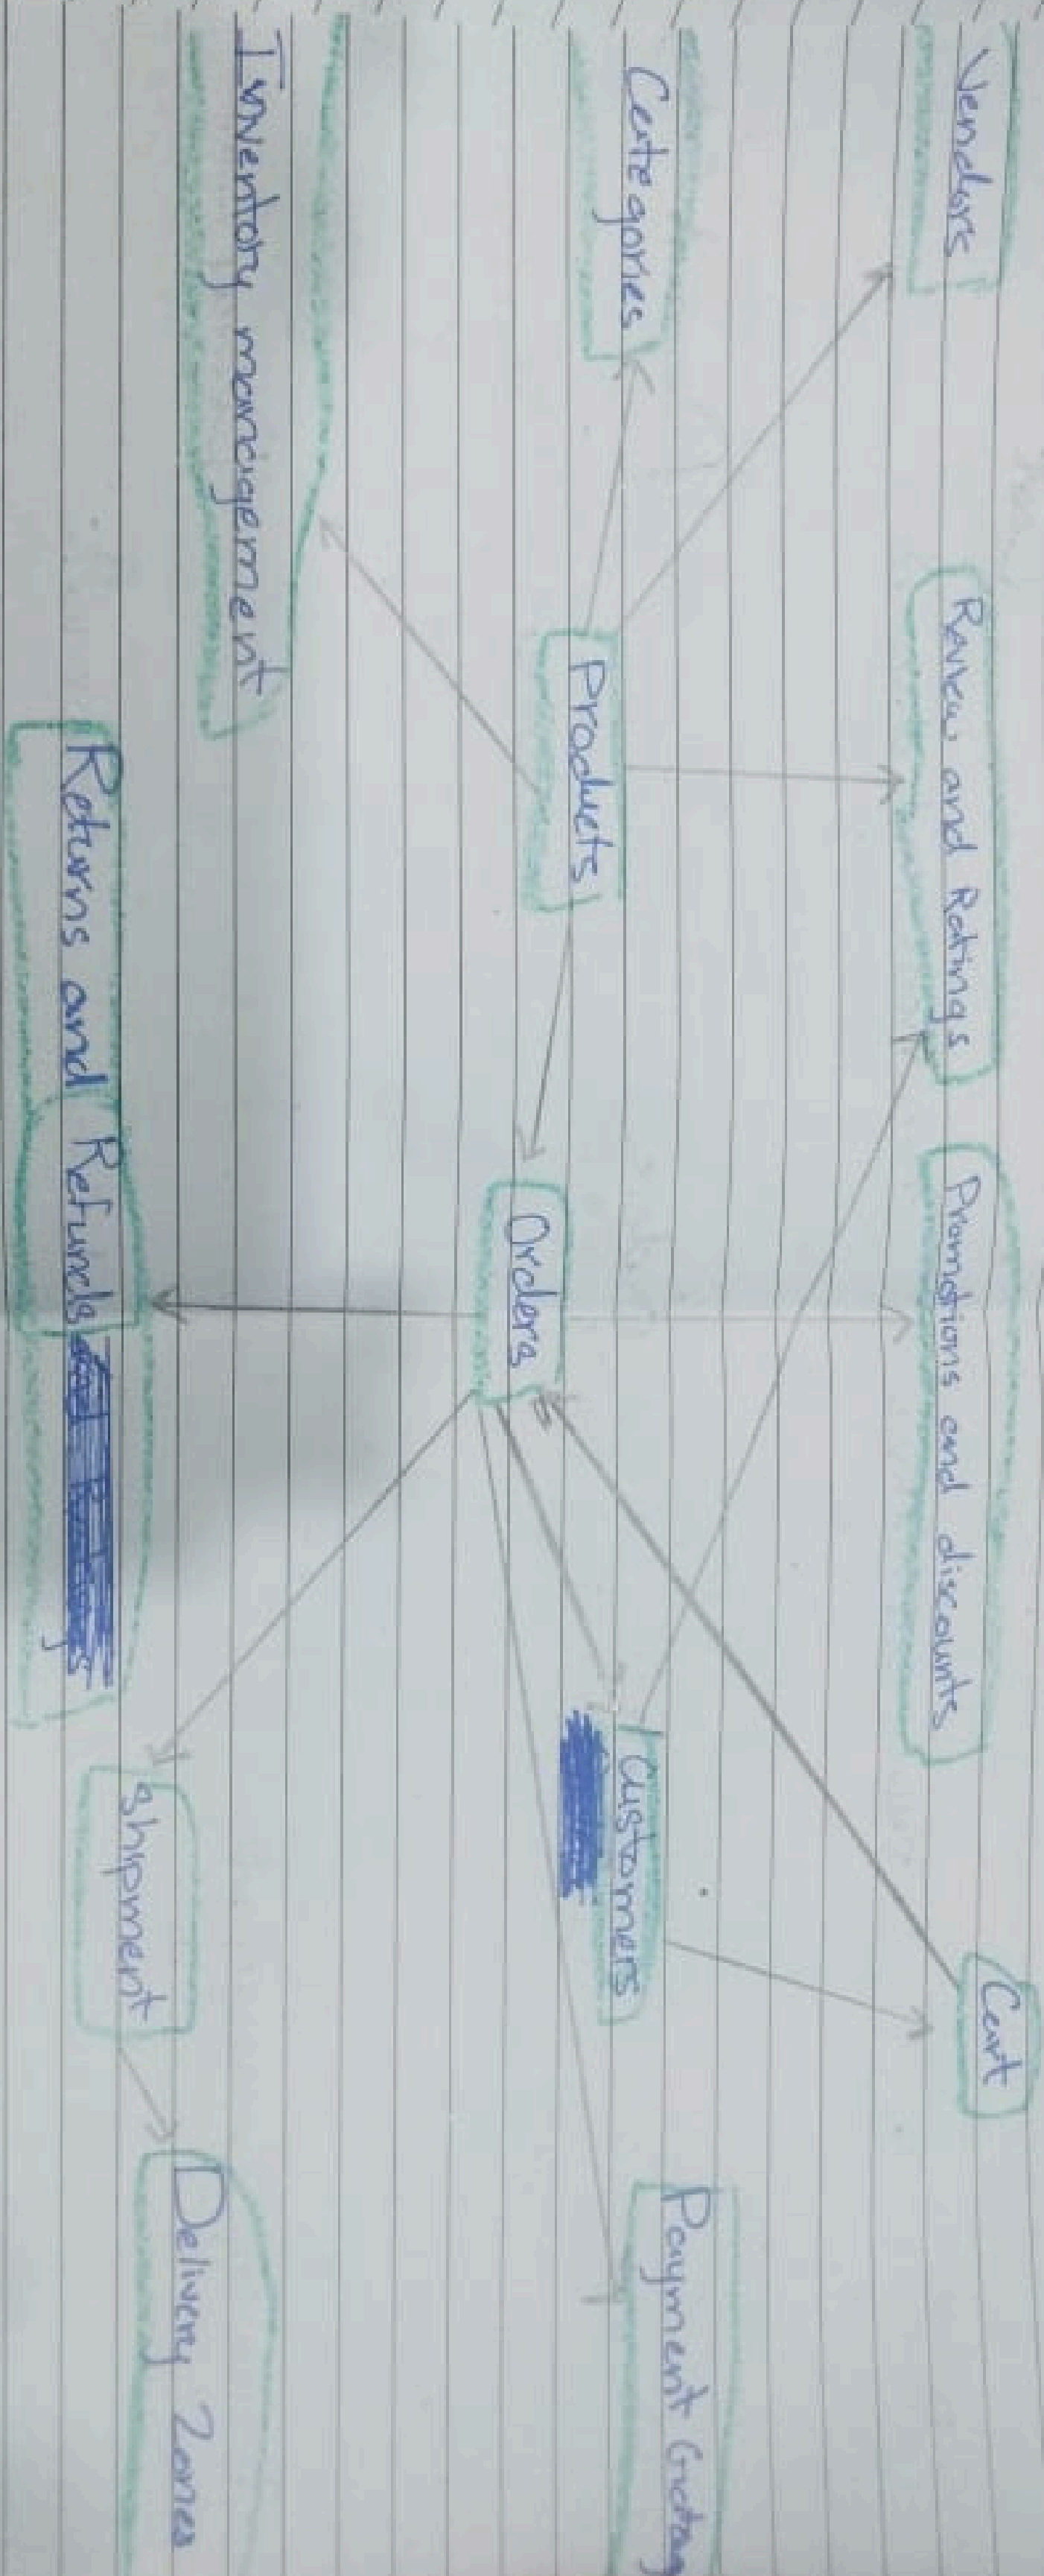 Vendors
Review and Ratings
Promotions and discounts
Cart
Categories
Products
Orders
Customers
Payment
Inventory management
Returns and Refunds
Shipment
Delivery Zones